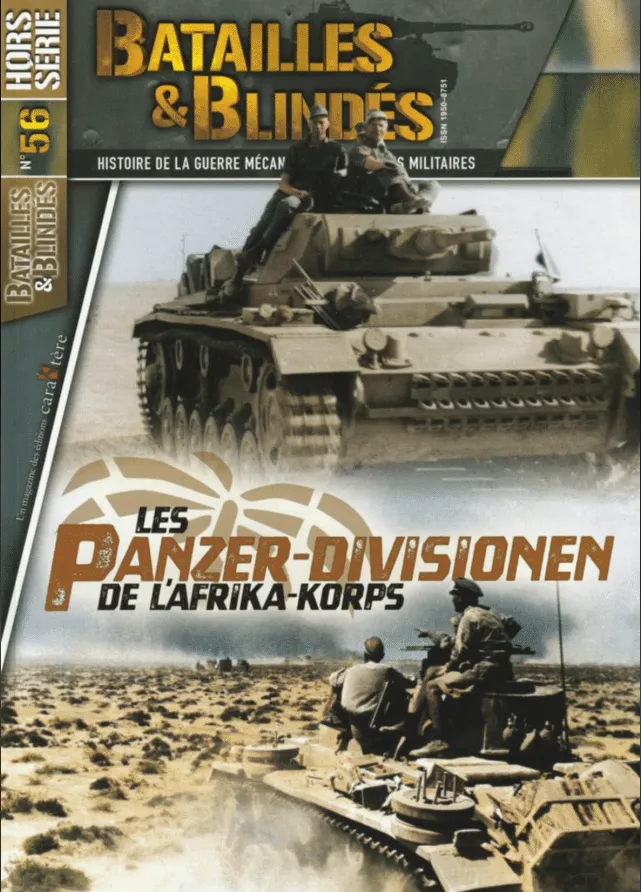 HORS
SÉRIE
N° 56
BATAILLES
& BLINDÉS
Un magazine des éditions caraktère
BATAILLES
& BLINDÉS
ISSN 1950-8751
HISTOIRE DE LA GUERRE MÉCAN S MILITAIRES
LES
PANZER-DIVISIONEN
DE L'AFRIKA-KORPS